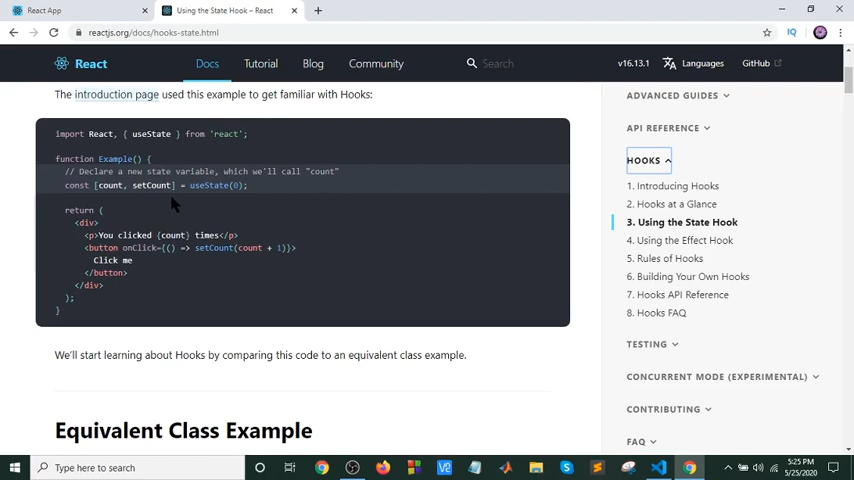 React App
Using the State Hook – React
reactjs.org/docs/hooks-state.html
IQ
React
Docs
Tutorial
Blog
Community
Search
v16.13.1
Languages
GitHub
The introduction page used this example to get familiar with Hooks:
import React, { useState } from 'react';
function Example() {
// Declare a new state variable, which we'll call "count"
const [count, setCount] = useState(0);
return (
<div>
<p>You clicked {count} times</p>
<button onClick={() => setCount(count + 1)}>
Click me
</button>
</div>
);
}
We'll start learning about Hooks by comparing this code to an equivalent class example.
Equivalent Class Example
ADVANCED GUIDES
API REFERENCE
HOOKS
1. Introducing Hooks
2. Hooks at a Glance
3. Using the State Hook
4. Using the Effect Hook
5. Rules of Hooks
6. Building Your Own Hooks
7. Hooks API Reference
8. Hooks FAQ
TESTING
CONCURRENT MODE (EXPERIMENTAL)
CONTRIBUTING
FAQ
Type here to search
5:25 PM
5/25/2020